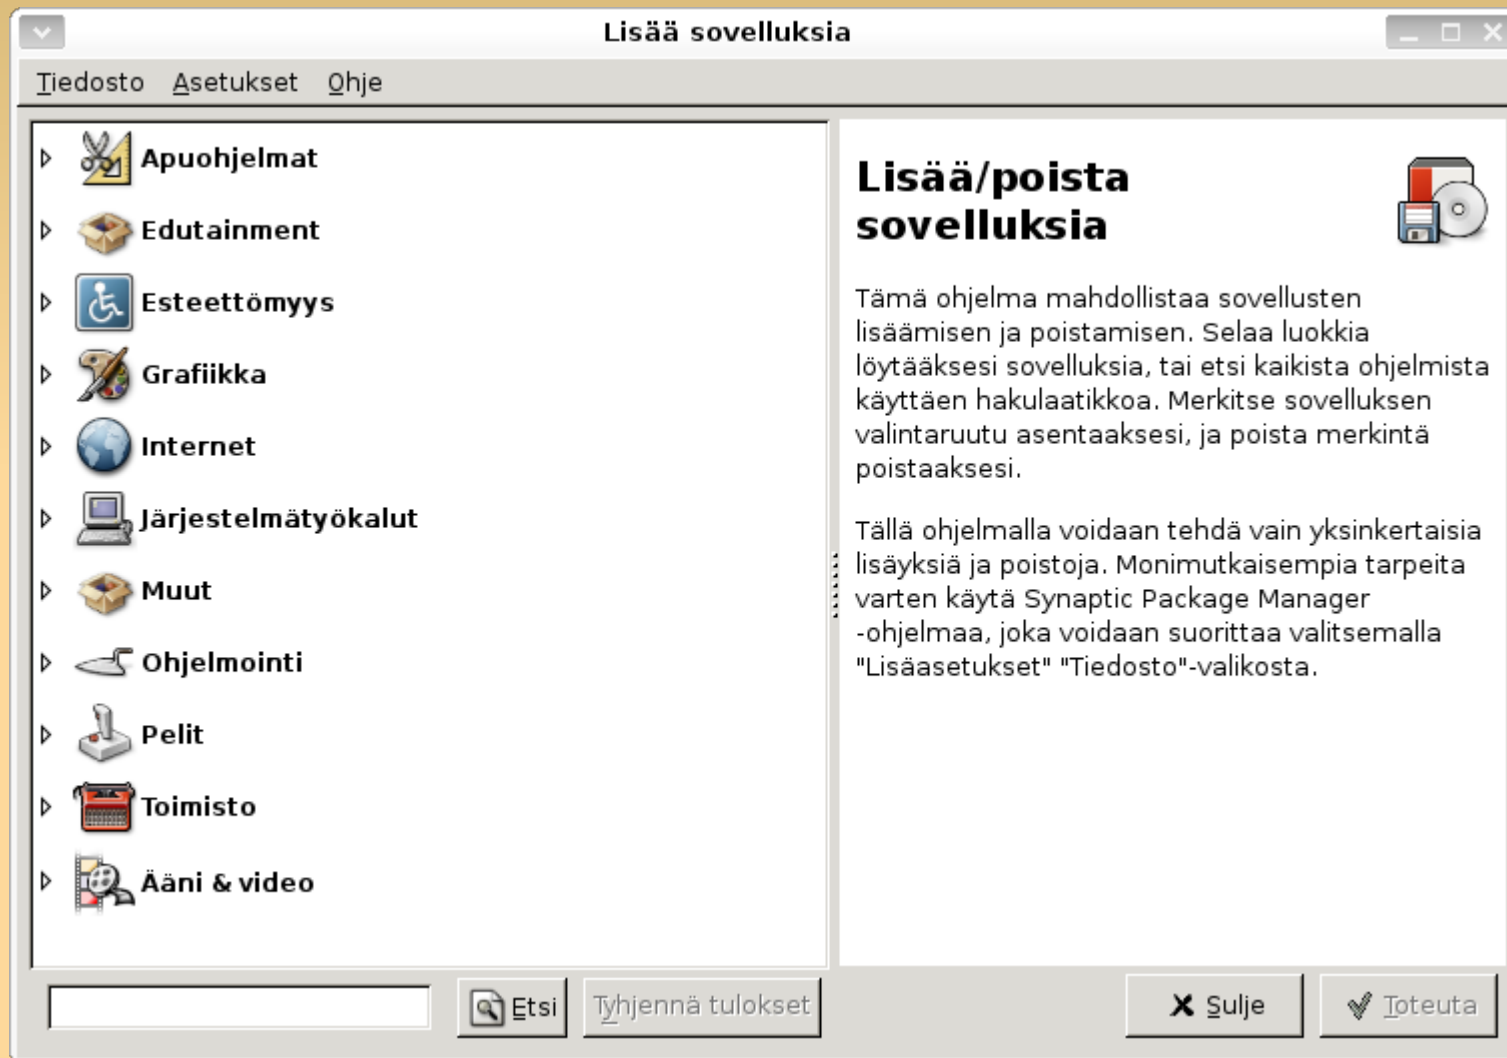 Lisää sovelluksia
Tiedosto Asetukset Ohje
Apuohjelmat
Edutainment
Esteettömyys
Grafiikka
Internet
Järjestelmätyökalut
Muut
Ohjelmointi
Pelit
Toimisto
Ääni & video
Lisää/poista
sovelluksia
Tämä ohjelma mahdollistaa sovellusten
lisäämisen ja poistamisen. Selaa luokkia
löytääksesi sovelluksia, tai etsi kaikista ohjelmista
käyttäen hakulaatikkoa. Merkitse sovelluksen
valintaruutu asentaaksesi, ja poista merkintä
poistaaksesi.
Tällä ohjelmalla voidaan tehdä vain yksinkertaisia
lisäyksiä ja poistoja. Monimutkaisempia tarpeita
varten käytä Synaptic Package Manager
-ohjelmaa, joka voidaan suorittaa valitsemalla
"Lisäasetukset" "Tiedosto"-valikosta.
Etsi Tyhjennä tulokset Sulje Toteuta